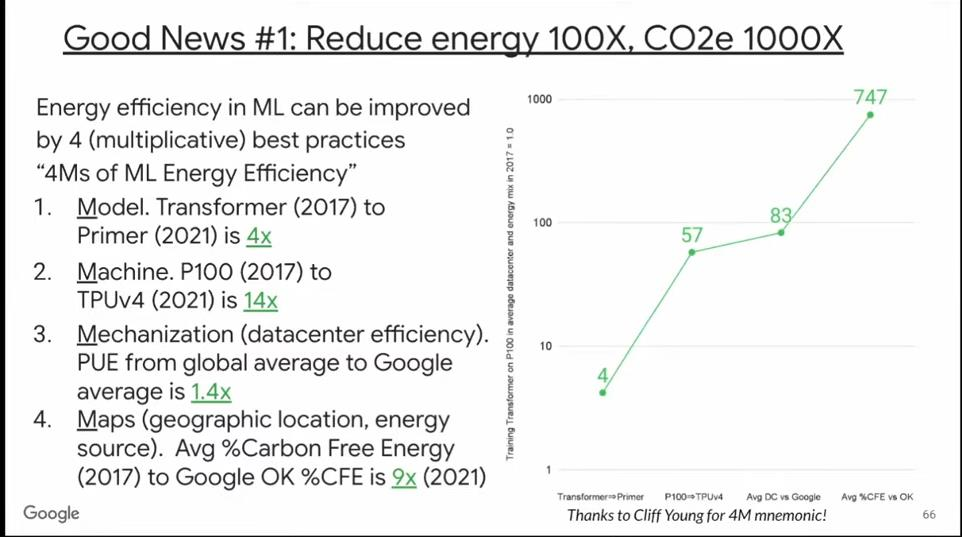 Good News #1: Reduce energy 100X, CO2e 1000X
Energy efficiency in ML can be improved
by 4 (multiplicative) best practices
“4Ms of ML Energy Efficiency”
1. Model. Transformer (2017) to
Primer (2021) is 4x
2. Machine. P100 (2017) to
TPUv4 (2021) is 14x
3. Mechanization (datacenter efficiency).
PUE from global average to Google
average is 1.4x
4. Maps (geographic location, energy
source). Avg %Carbon Free Energy
(2017) to Google OK %CFE is 9x (2021)
Training Transformer on P100 in average datacenter and energy mix in 2017 = 1.0
1000
100
10
1
4
57
83
747
Transformer⇒Primer
P100⇒TPUv4
Avg DC vs Google
Avg %CFE vs OK
Google
Thanks to Cliff Young for 4M mnemonic!
66